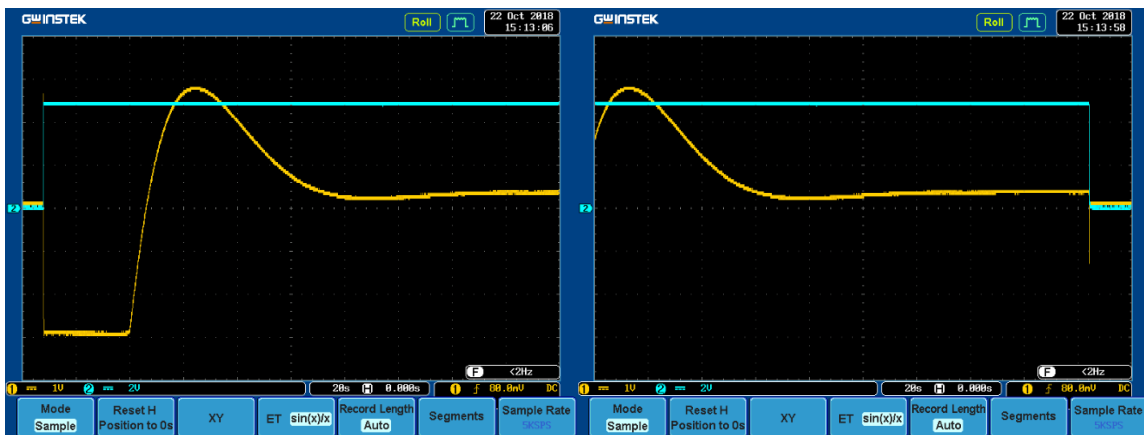 GWINSTEK
Roll
22 Oct 2018
15:13:06
2
F <2Hz
1 1V 2 2V 20s H 0.000s 1 80.0mV DC
Mode
Sample
Reset H
Position to 0s
XY
ET sin(x)/x
Record Length
Auto
Segments
Sample Rate
5KSPS
GWINSTEK
Roll
22 Oct 2018
15:13:58
2
F <2Hz
1 1V 2 2V 20s H 0.000s 1 80.0mV DC
Mode
Sample
Reset H
Position to 0s
XY
ET sin(x)/x
Record Length
Auto
Segments
Sample Rate
5KSPS